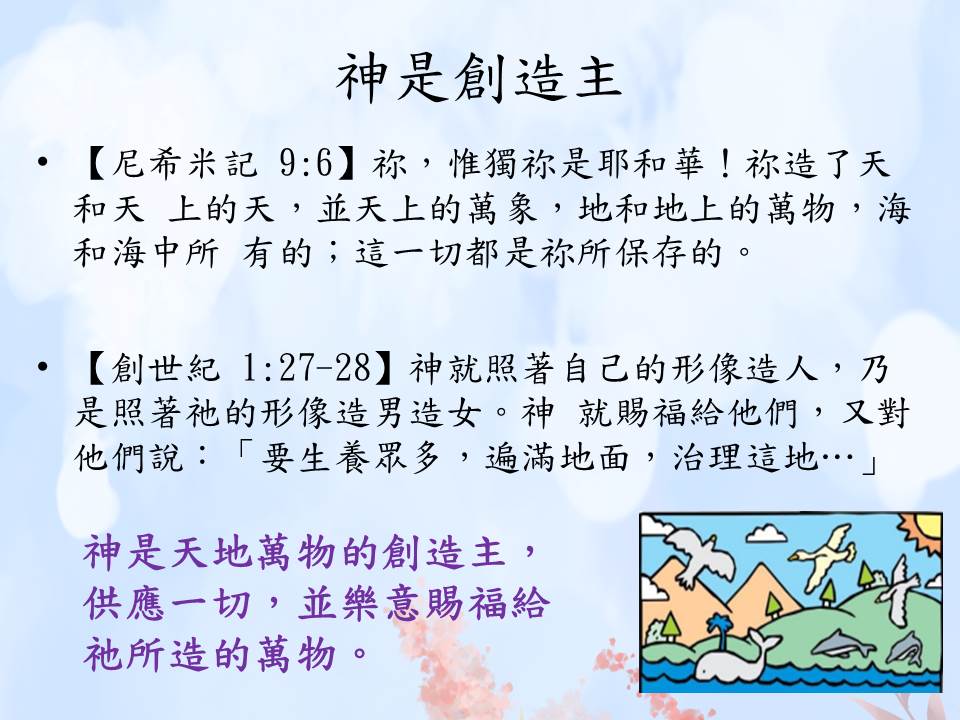 神是創造主
• 【尼希米記 9:6】祢，惟獨祢是耶和華！祢造了天
和天 上的天，並天上的萬象，地和地上的萬物，海
和海中所 有的；這一切都是祢所保存的。
• 【創世紀 1:27-28】神就照著自己的形像造人，乃
是照著祂的形像造男造女。神 就賜福給他們，又對
他們說：「要生養眾多，遍滿地面，治理這地…」
神是天地萬物的創造主，
供應一切，並樂意賜福給
祂所造的萬物。